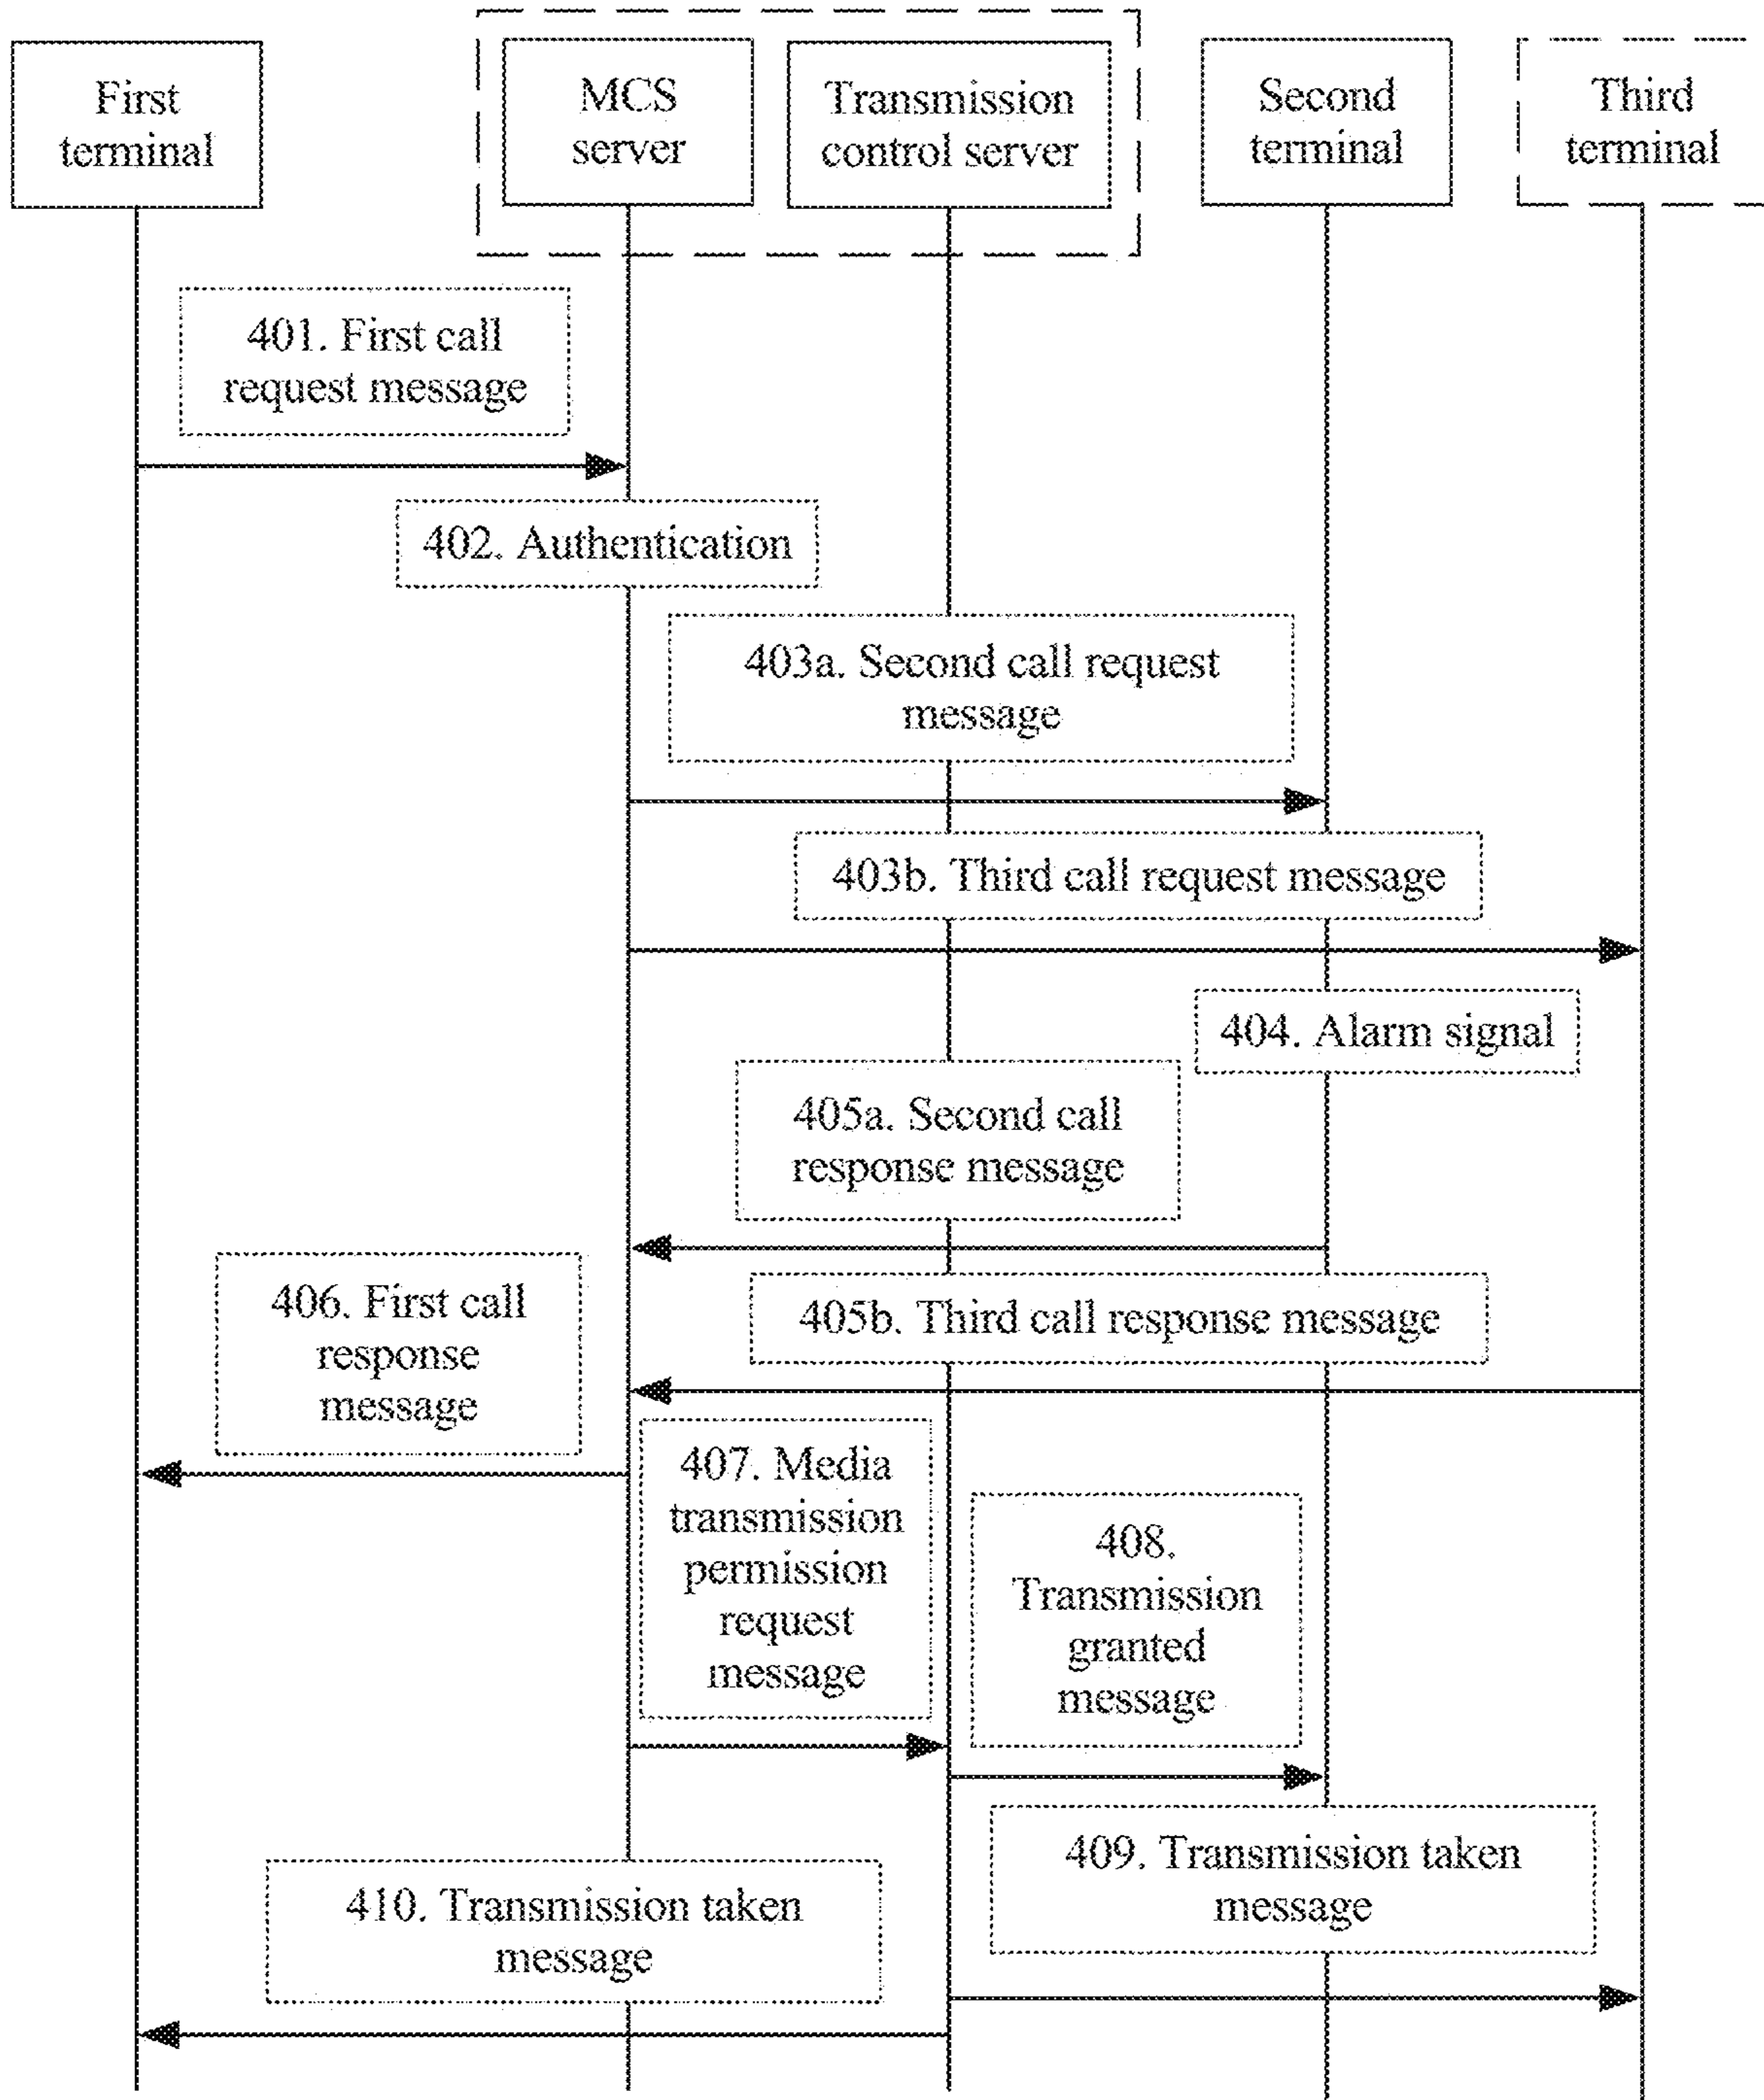 First
terminal
MCS
server
Transmission
control server
Second
terminal
Third
terminal
401. First call
request message
402. Authentication
403a. Second call request
message
403b. Third call request message
404. Alarm signal
405a. Second call
response message
405b. Third call response message
406. First call
response
message
407. Media
transmission
permission
request
message
408.
Transmission
granted
message
409. Transmission taken
message
410. Transmission taken
message